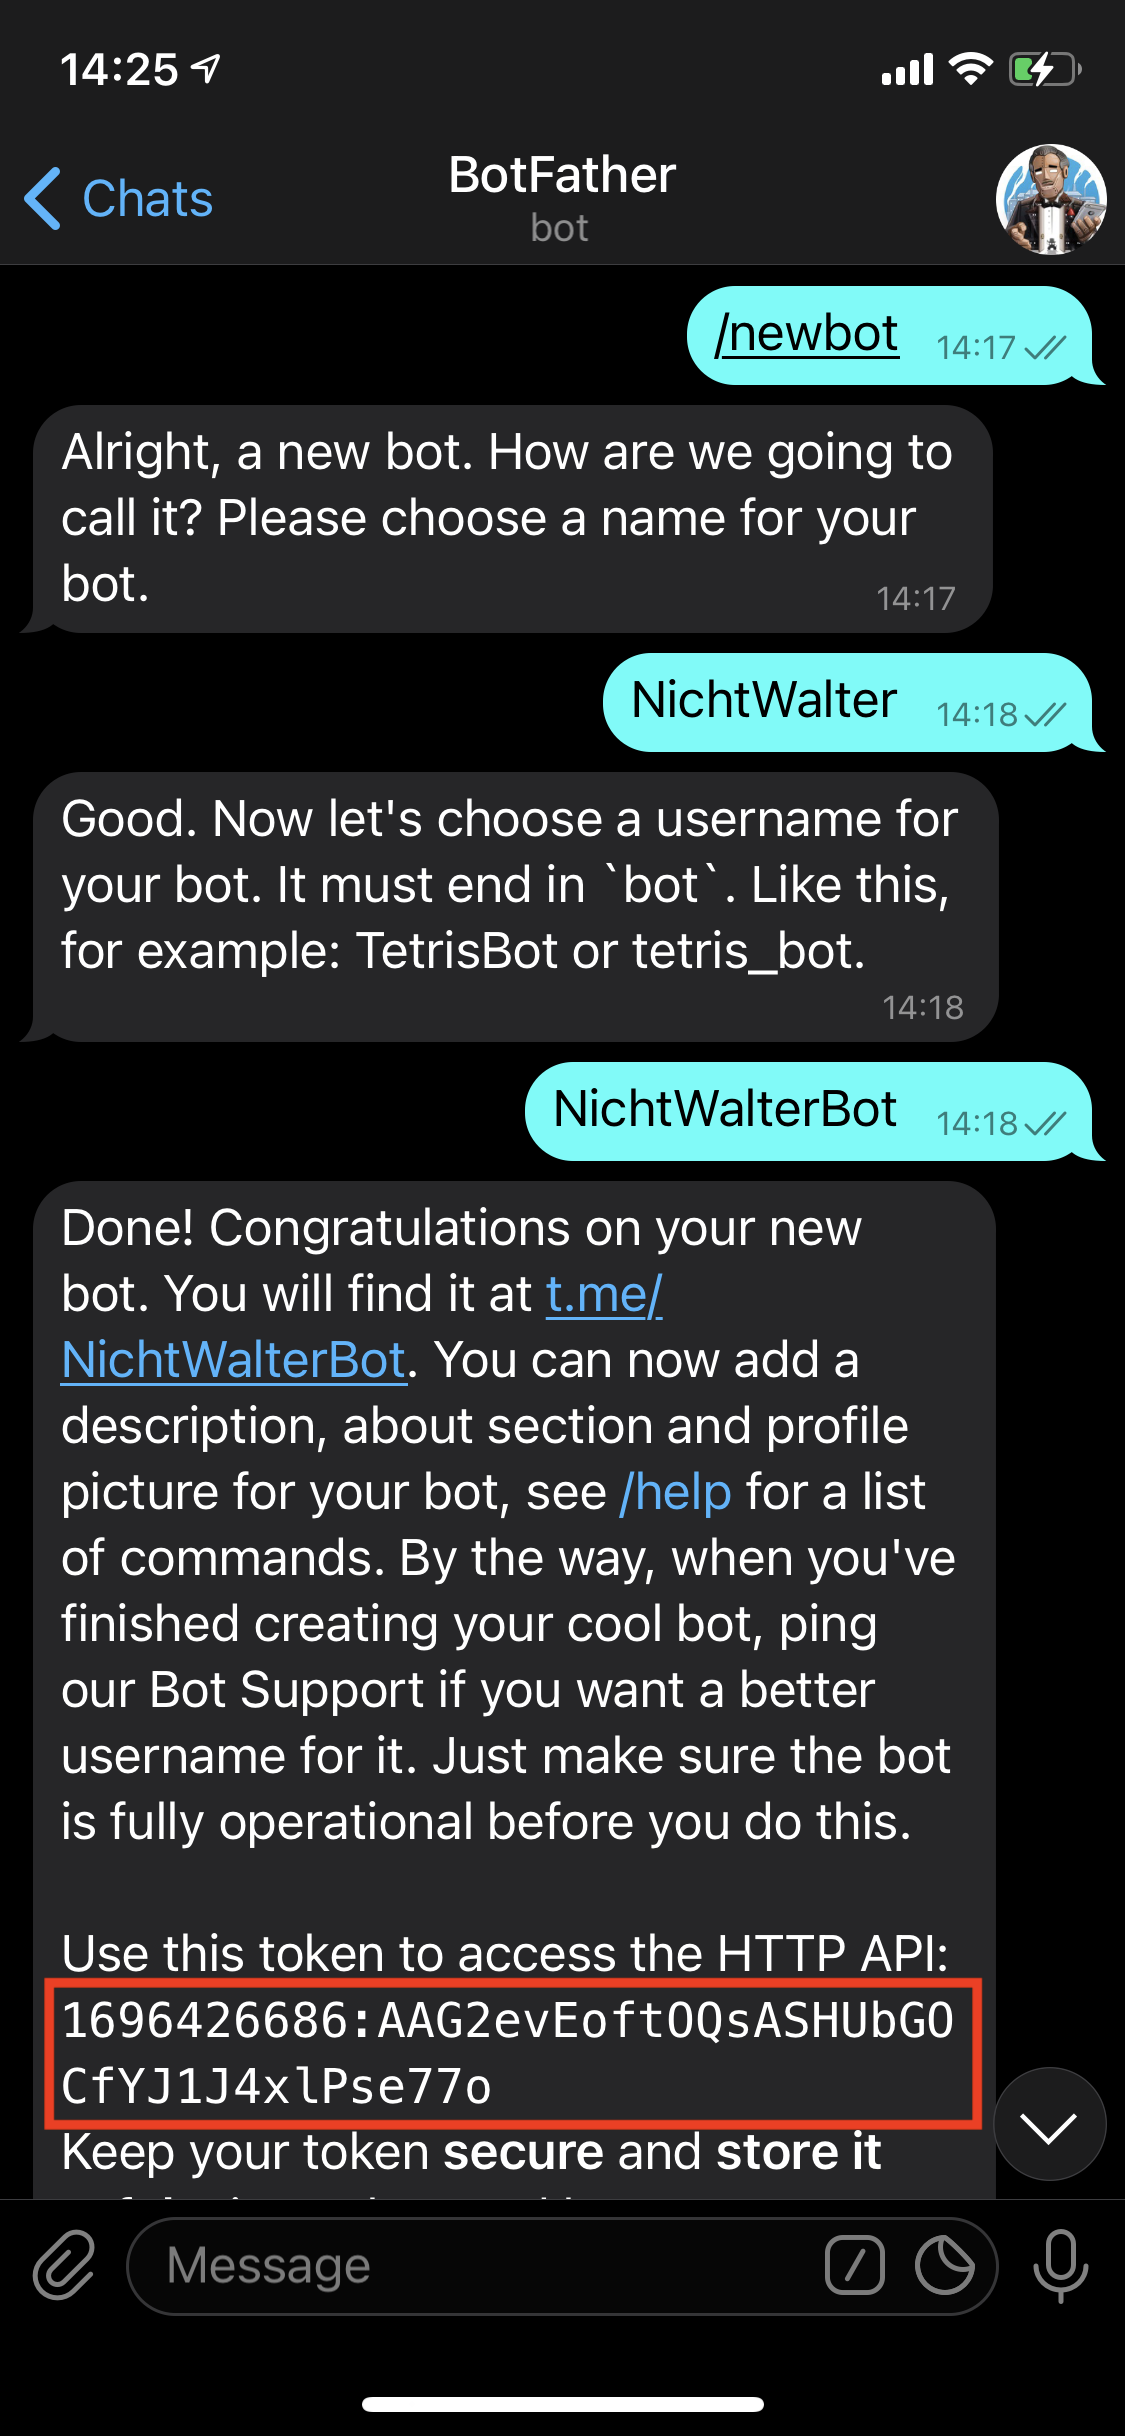 14:25
Chats
BotFather
bot
/newbot 14:17
Alright, a new bot. How are we going to
call it? Please choose a name for your
bot.
14:17
NichtWalter 14:18
Good. Now let's choose a username for
your bot. It must end in `bot`. Like this,
for example: TetrisBot or tetris_bot.
14:18
NichtWalterBot 14:18
Done! Congratulations on your new
bot. You will find it at t.me/
NichtWalterBot. You can now add a
description, about section and profile
picture for your bot, see /help for a list
of commands. By the way, when you've
finished creating your cool bot, ping
our Bot Support if you want a better
username for it. Just make sure the bot
is fully operational before you do this.
Use this token to access the HTTP API:
1696426686:AAG2evEoftOQsASHUbGO
CfYJ1J4xlPse77o
Keep your token secure and store it
Message